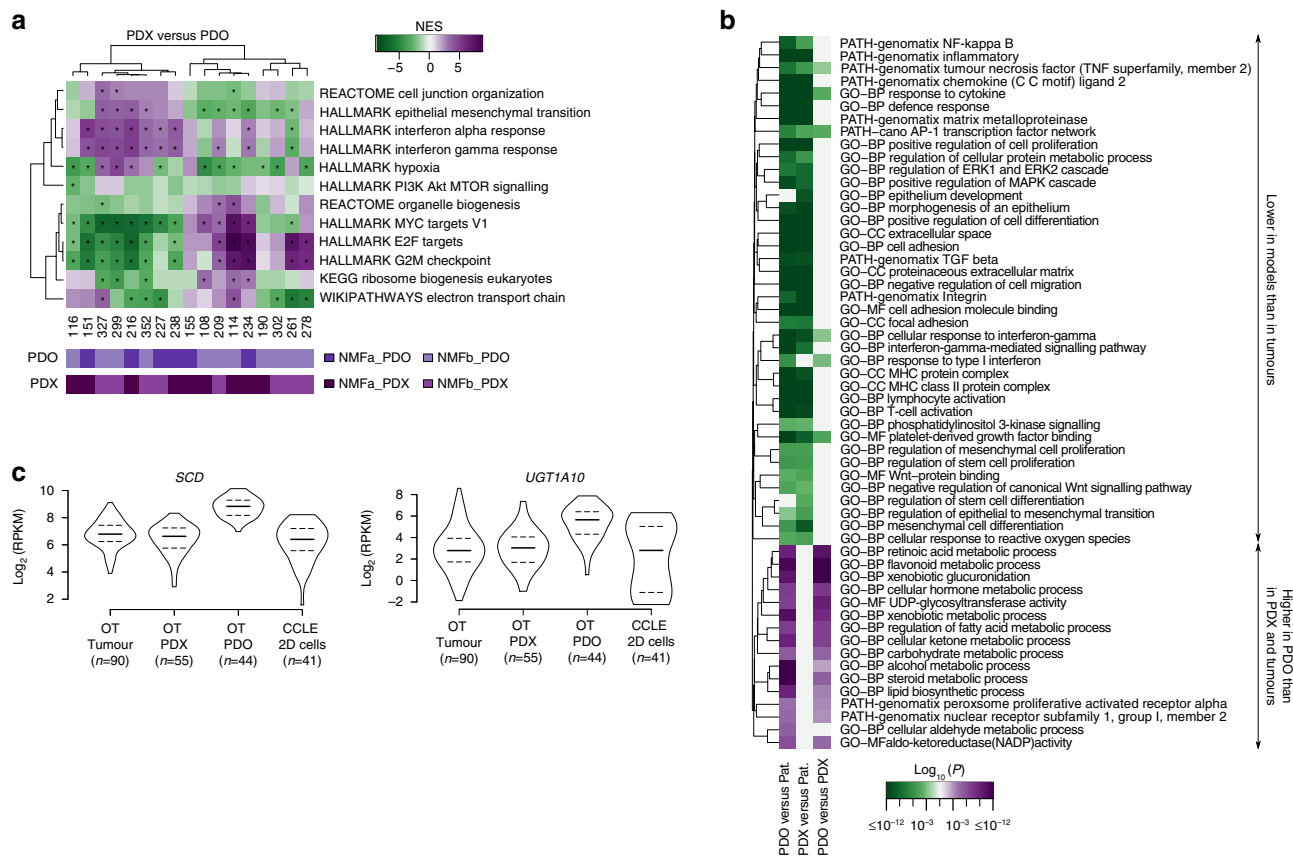 a
PDX versus PDO
NES
−5 0 5
REACTOME cell junction organization
HALLMARK epithelial mesenchymal transition
HALLMARK interferon alpha response
HALLMARK interferon gamma response
HALLMARK hypoxia
HALLMARK PI3K Akt MTOR signalling
REACTOME organelle biogenesis
HALLMARK MYC targets V1
HALLMARK E2F targets
HALLMARK G2M checkpoint
KEGG ribosome biogenesis eukaryotes
WIKIPATHWAYS electron transport chain
116 151 327 299 216 352 227 238 155 108 209 114 234 190 302 261 278
PDO
NMFa_PDO NMFb_PDO
PDX
NMFa_PDX NMFb_PDX
b
PATH-genomatix NF-kappa B
PATH-genomatix inflammatory
PATH-genomatix tumour necrosis factor (TNF superfamily, member 2)
PATH-genomatix chemokine (C C motif) ligand 2
GO−BP response to cytokine
GO−BP defence response
PATH-genomatix matrix metalloproteinase
PATH−cano AP-1 transcription factor network
GO−BP positive regulation of cell proliferation
GO−BP regulation of cellular protein metabolic process
GO−BP regulation of ERK1 and ERK2 cascade
GO−BP positive regulation of MAPK cascade
GO−BP epithelium development
GO−BP morphogenesis of an epithelium
GO−BP positive regulation of cell differentiation
GO−CC extracellular space
GO−BP cell adhesion
PATH-genomatix TGF beta
GO−CC proteinaceous extracellular matrix
GO−BP negative regulation of cell migration
PATH-genomatix Integrin
GO−MF cell adhesion molecule binding
GO−CC focal adhesion
GO−BP cellular response to interferon-gamma
GO−BP interferon-gamma-mediated signalling pathway
GO−BP response to type I interferon
GO−CC MHC protein complex
GO−CC MHC class II protein complex
GO−BP lymphocyte activation
GO−BP T-cell activation
GO−BP phosphatidylinositol 3-kinase signalling
GO−MF platelet-derived growth factor binding
GO−BP regulation of mesenchymal cell proliferation
GO−BP regulation of stem cell proliferation
GO−MF Wnt−protein binding
GO−BP negative regulation of canonical Wnt signalling pathway
GO−BP regulation of stem cell differentiation
GO−BP regulation of epithelial to mesenchymal transition
GO−BP mesenchymal cell differentiation
GO−BP cellular response to reactive oxygen species
GO−BP retinoic acid metabolic process
GO−BP flavonoid metabolic process
GO−BP xenobiotic glucuronidation
GO−BP cellular hormone metabolic process
GO−MF UDP-glycosyltransferase activity
GO−BP xenobiotic metabolic process
GO−BP regulation of fatty acid metabolic process
GO−BP cellular ketone metabolic process
GO−BP carbohydrate metabolic process
GO−BP alcohol metabolic process
GO−BP steroid metabolic process
GO−BP lipid biosynthetic process
PATH-genomatix peroxsome proliferative activated receptor alpha
PATH-genomatix nuclear receptor subfamily 1, group I, member 2
GO−BP cellular aldehyde metabolic process
GO−MFaldo-ketoreductase(NADP)activity
Lower in models than in tumours
Higher in PDO than in PDX and tumours
PDO versus Pat.
PDX versus Pat.
PDO versus PDX
Log10 (P)
≤10−12 10−3 10−3 ≤10−12
c
SCD
Log2 (RPKM)
10
8
6
4
2
OT Tumour (n=90)
OT PDX (n=55)
OT PDO (n=44)
CCLE 2D cells (n=41)
UGT1A10
Log2 (RPKM)
8
6
4
2
0
−2
OT Tumour (n=90)
OT PDX (n=55)
OT PDO (n=44)
CCLE 2D cells (n=41)